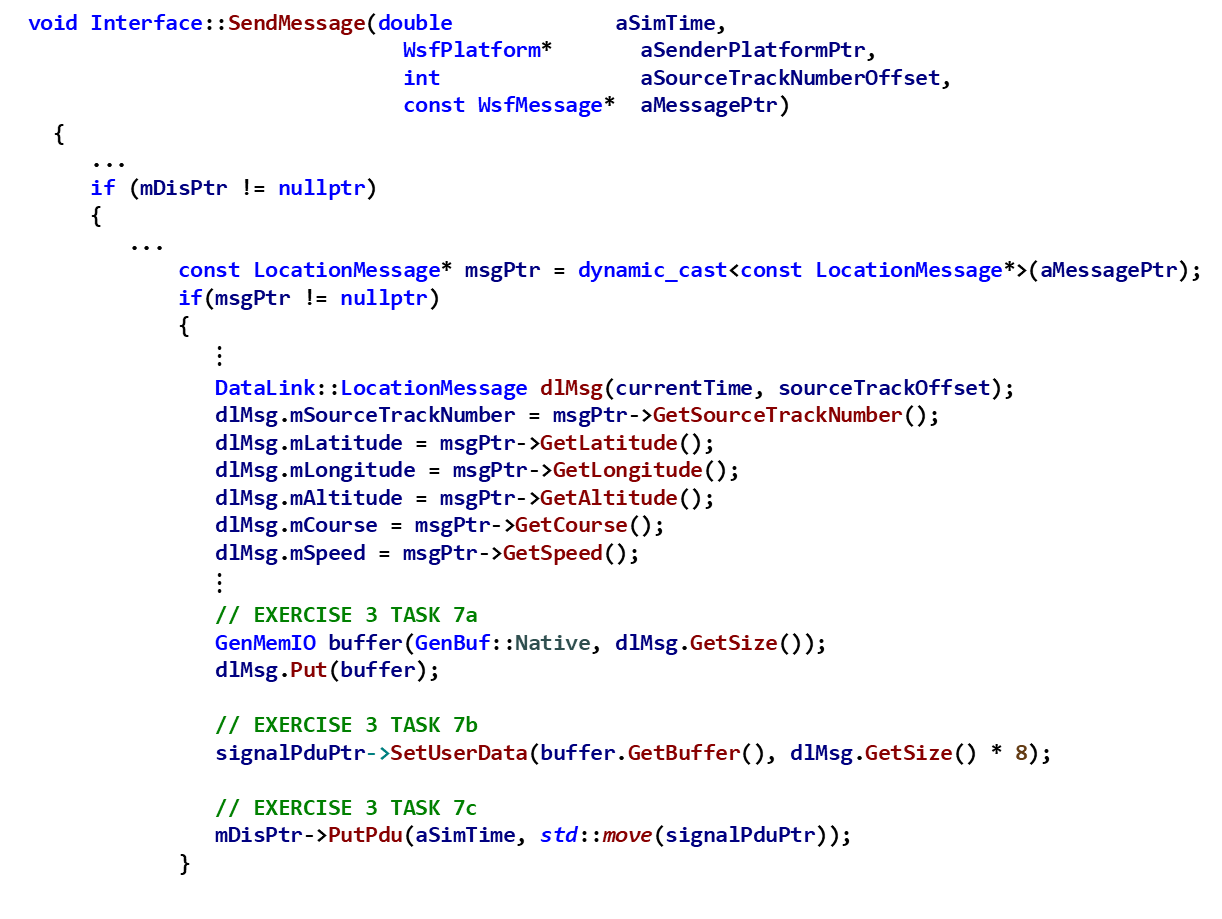 void Interface::SendMessage(double aSimTime,
WsfPlatform* aSenderPlatformPtr,
int aSourceTrackNumberOffset,
const WsfMessage* aMessagePtr)
{
...
if (mDisPtr != nullptr)
{
...
const LocationMessage* msgPtr = dynamic_cast<const LocationMessage*>(aMessagePtr);
if(msgPtr != nullptr)
{
⋮
DataLink::LocationMessage dlMsg(currentTime, sourceTrackOffset);
dlMsg.mSourceTrackNumber = msgPtr->GetSourceTrackNumber();
dlMsg.mLatitude = msgPtr->GetLatitude();
dlMsg.mLongitude = msgPtr->GetLongitude();
dlMsg.mAltitude = msgPtr->GetAltitude();
dlMsg.mCourse = msgPtr->GetCourse();
dlMsg.mSpeed = msgPtr->GetSpeed();
⋮
// EXERCISE 3 TASK 7a
GenMemIO buffer(GenBuf::Native, dlMsg.GetSize());
dlMsg.Put(buffer);
// EXERCISE 3 TASK 7b
signalPduPtr->SetUserData(buffer.GetBuffer(), dlMsg.GetSize() * 8);
// EXERCISE 3 TASK 7c
mDisPtr->PutPdu(aSimTime, std::move(signalPduPtr));
}